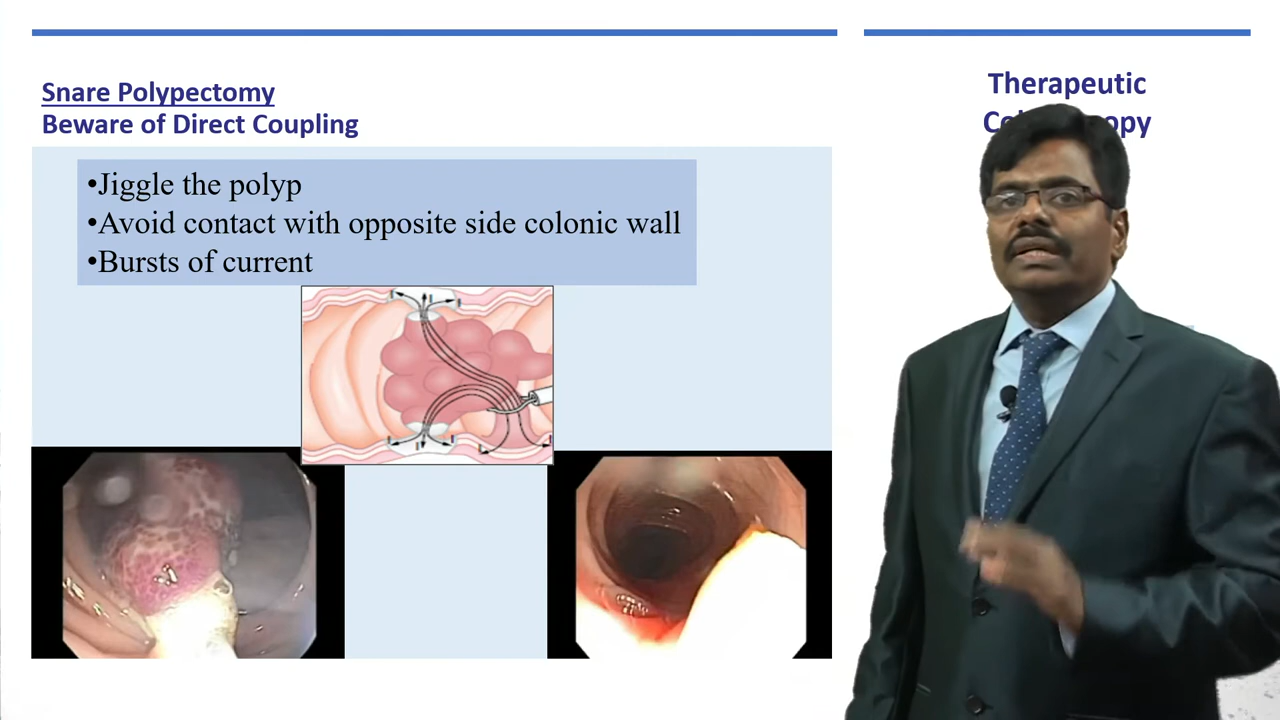 Snare Polypectomy
Beware of Direct Coupling
•Jiggle the polyp
•Avoid contact with opposite side colonic wall
•Bursts of current
Therapeutic